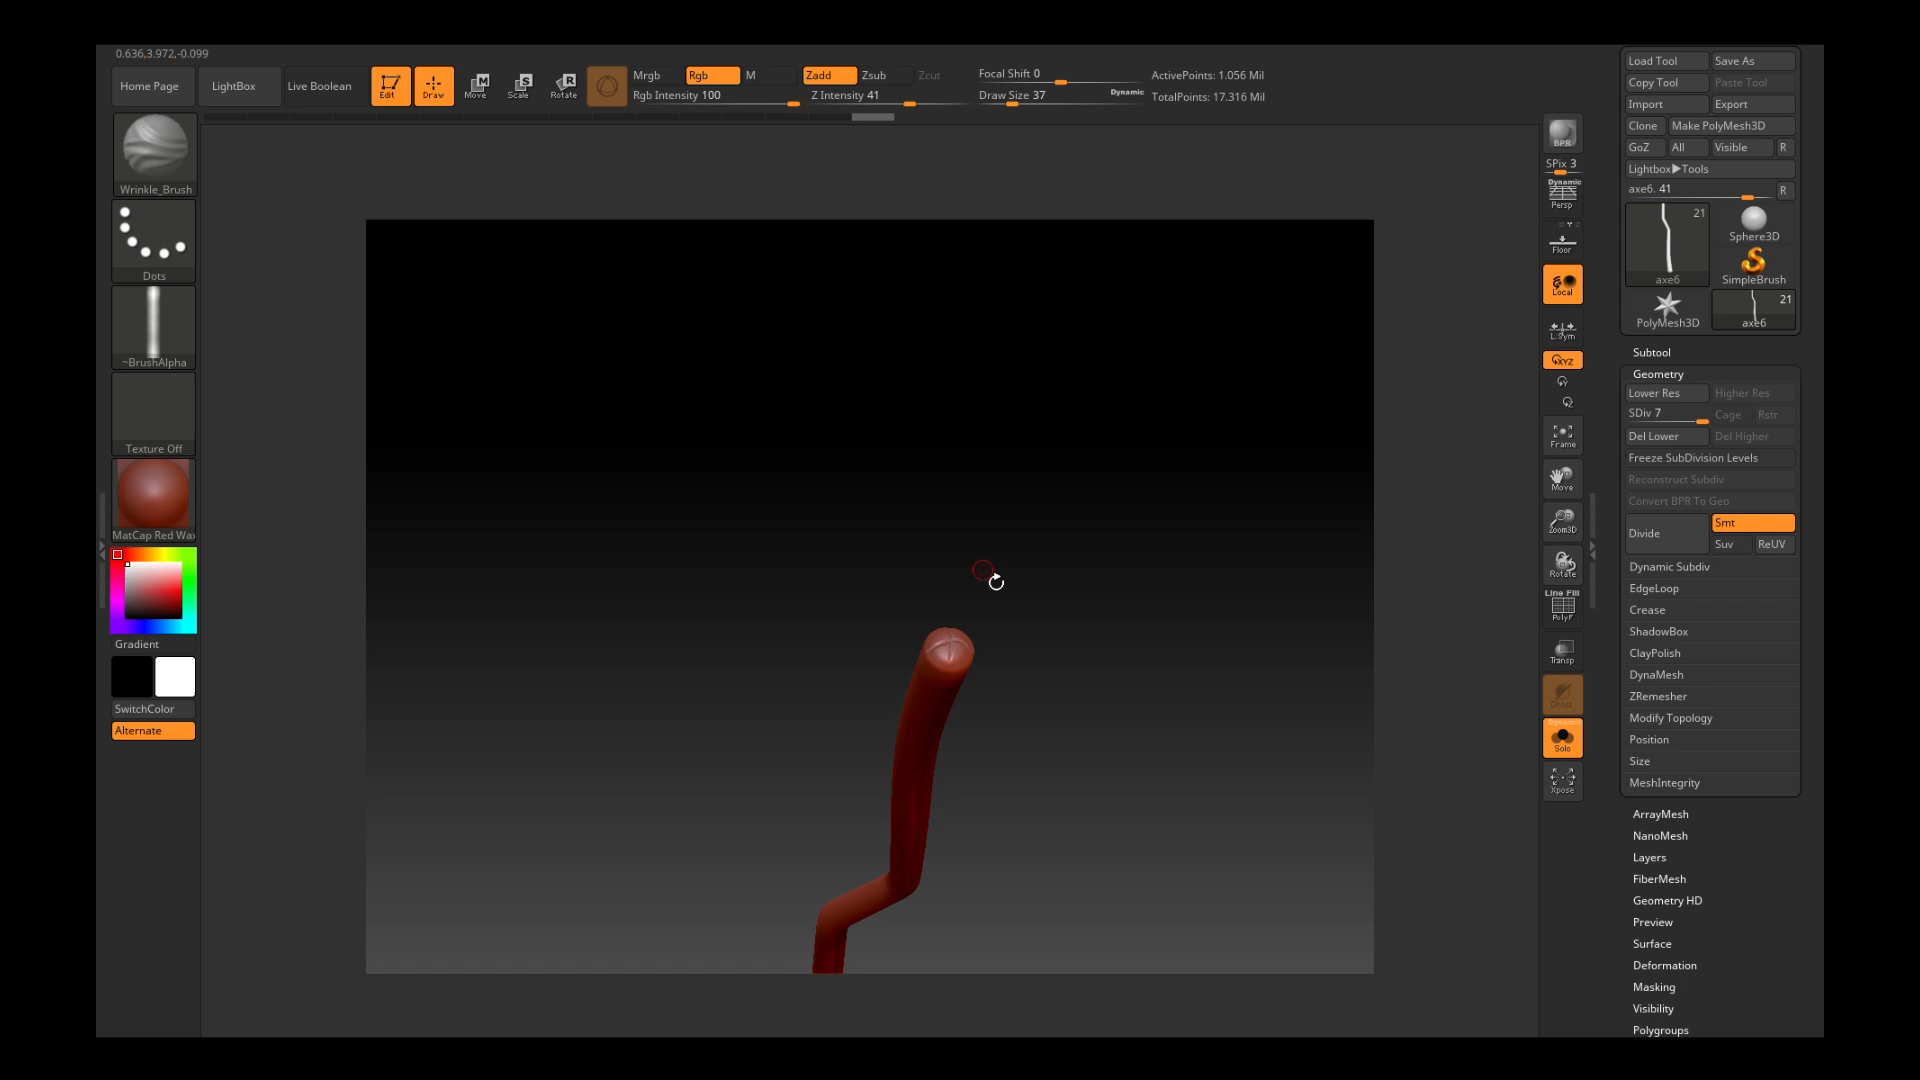 0.636,3.972,-0.099
Home Page
LightBox
Live Boolean
Edit
Draw
Move
Scale
Rotate
Mrgb
Rgb
M
Rgb Intensity 100
Zadd
Zsub
Zcut
Z Intensity 41
Focal Shift 0
Draw Size 37
Dynamic
ActivePoints: 1.056 Mil
TotalPoints: 17.316 Mil
Wrinkle_Brush
Dots
~BrushAlpha
Texture Off
MatCap Red Wax
Gradient
SwitchColor
Alternate
BPR
SPix 3
Dynamic
Persp
Floor
Local
L.Sym
XYZ
Frame
Move
Zoom3D
Rotate
Line Fill
PolyF
Transp
Ghost
Dynamic
Solo
Xpose
Load Tool
Save As
Copy Tool
Paste Tool
Import
Export
Clone
Make PolyMesh3D
GoZ
All
Visible
R
Lightbox▶Tools
axe6. 41
R
21
axe6
Sphere3D
SimpleBrush
PolyMesh3D
21
axe6
Subtool
Geometry
Lower Res
Higher Res
SDiv 7
Cage
Rstr
Del Lower
Del Higher
Freeze SubDivision Levels
Reconstruct Subdiv
Convert BPR To Geo
Divide
Smt
Suv
ReUV
Dynamic Subdiv
EdgeLoop
Crease
ShadowBox
ClayPolish
DynaMesh
ZRemesher
Modify Topology
Position
Size
MeshIntegrity
ArrayMesh
NanoMesh
Layers
FiberMesh
Geometry HD
Preview
Surface
Deformation
Masking
Visibility
Polygroups